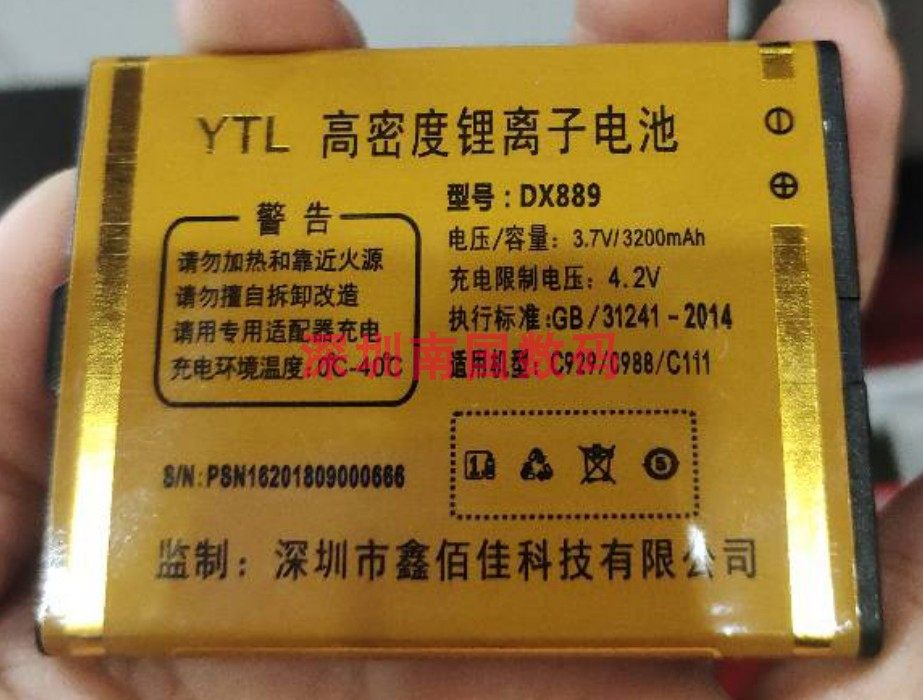 YTL 高密度锂离子电池
型号：DX889
电压/容量：3.7V/3200mAh
充电限制电压：4.2V
执行标准:GB/31241-2014
适用机型：C929/C988/C111
警告
请勿加热和靠近火源
请勿擅自拆卸改造
请用专用适配器充电
充电环境温度:0℃-40℃
深圳南凤数码
S/N:PSN16201809000666
监制：深圳市鑫佰佳科技有限公司